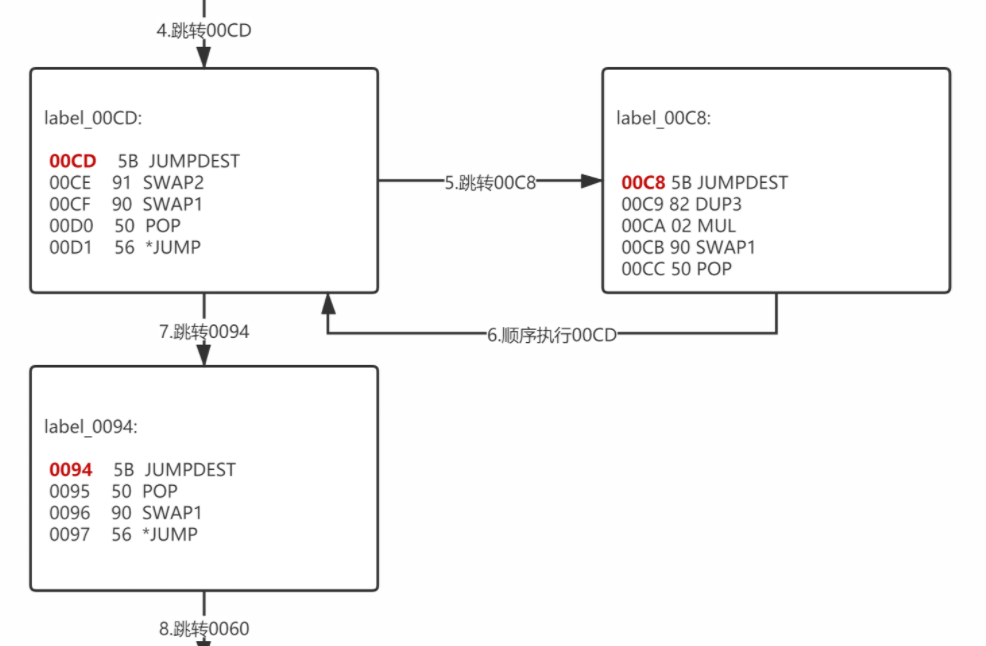 4.跳转00CD
label_00CD:
00CD 5B JUMPDEST
00CE 91 SWAP2
00CF 90 SWAP1
00D0 50 POP
00D1 56 *JUMP
5.跳转00C8
label_00C8:
00C8 5B JUMPDEST
00C9 82 DUP3
00CA 02 MUL
00CB 90 SWAP1
00CC 50 POP
6.顺序执行00CD
7.跳转0094
label_0094:
0094 5B JUMPDEST
0095 50 POP
0096 90 SWAP1
0097 56 *JUMP
8.跳转0060